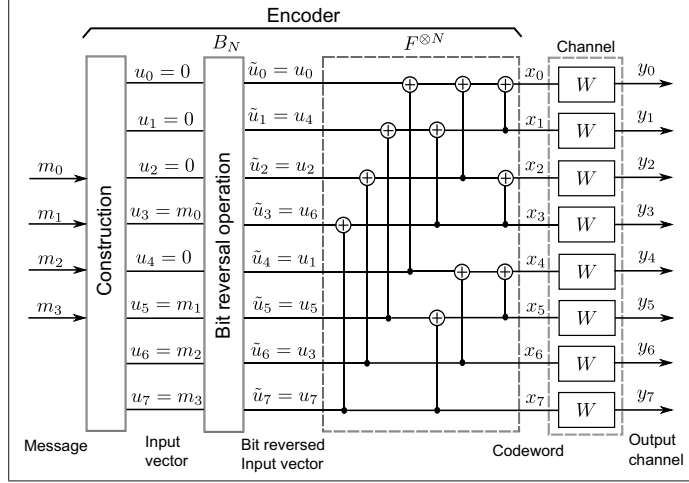 Encoder
B_N
F^{⊗N}
Channel
u_0 = 0
ũ_0 = u_0
x_0
W
y_0
u_1 = 0
ũ_1 = u_4
x_1
W
y_1
m_0
u_2 = 0
ũ_2 = u_2
x_2
W
y_2
m_1
u_3 = m_0
ũ_3 = u_6
x_3
W
y_3
m_2
u_4 = 0
ũ_4 = u_1
x_4
W
y_4
m_3
u_5 = m_1
ũ_5 = u_5
x_5
W
y_5
u_6 = m_2
ũ_6 = u_3
x_6
W
y_6
u_7 = m_3
ũ_7 = u_7
x_7
W
y_7
Construction
Bit reversal operation
Message
Input
vector
Bit reversed
Input vector
Codeword
Output
channel